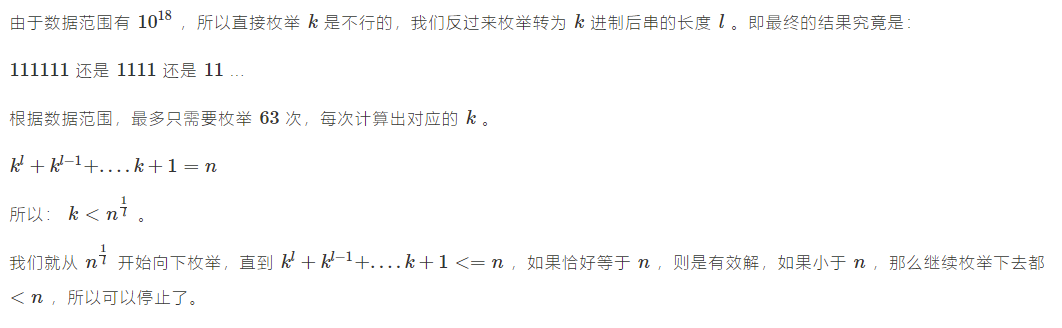 由于数据范围有 10^18 ，所以直接枚举 k 是不行的，我们反过来枚举转为 k 进制后串的长度 l 。即最终的结果究竟是：
111111 还是 1111 还是 11 ...
根据数据范围，最多只需要枚举 63 次，每次计算出对应的 k 。
k^l + k^{l−1}+....k + 1 = n
所以： k < n^{1/l} 。
我们就从 n^{1/l} 开始向下枚举，直到 k^l + k^{l−1}+....k + 1 <= n ，如果恰好等于 n ，则是有效解，如果小于 n ，那么继续枚举下去都
< n ，所以可以停止了。